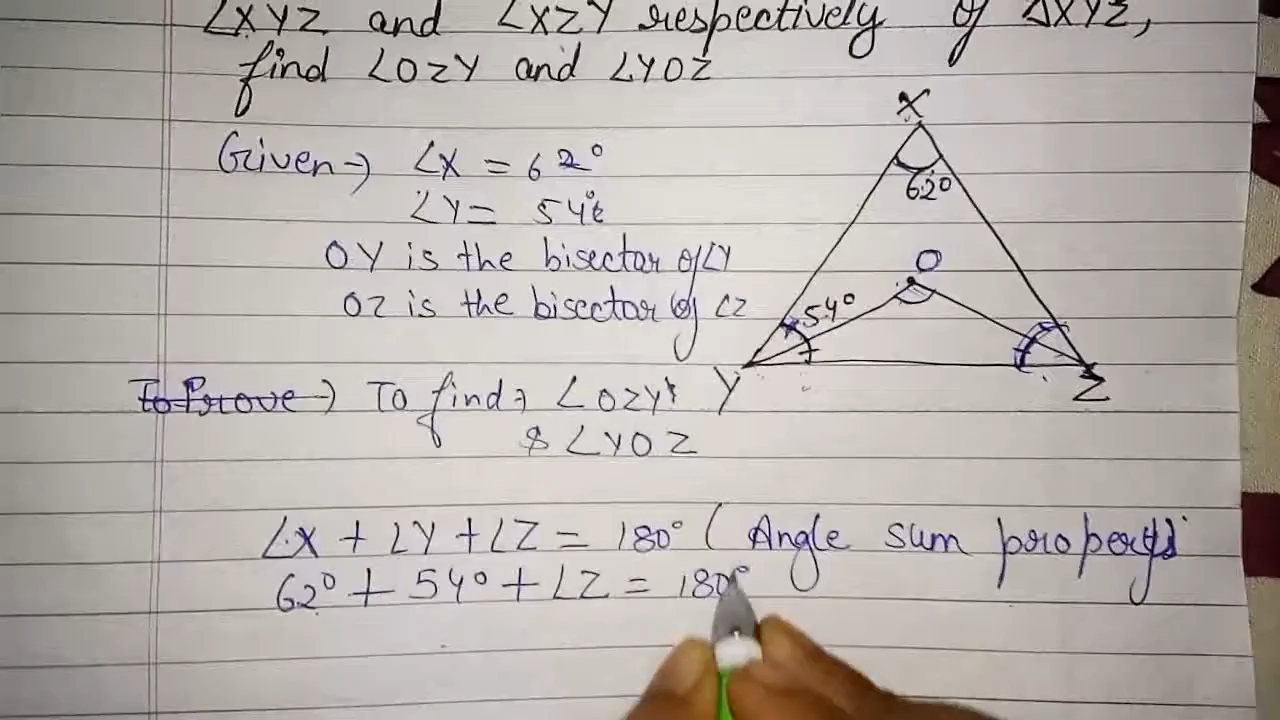 ∠XYZ and ∠XZY respectively of ΔXYZ,
find ∠OZY and ∠YOZ
Given→ ∠X = 62°
∠Y = 54°
OY is the bisector of ∠Y
OZ is the bisector of ∠Z
X
62°
O
54°
Y
Z
To Prove → To find → ∠OZY
& ∠YOZ
∠X + ∠Y + ∠Z = 180° (Angle sum property)
62° + 54° + ∠Z = 180°